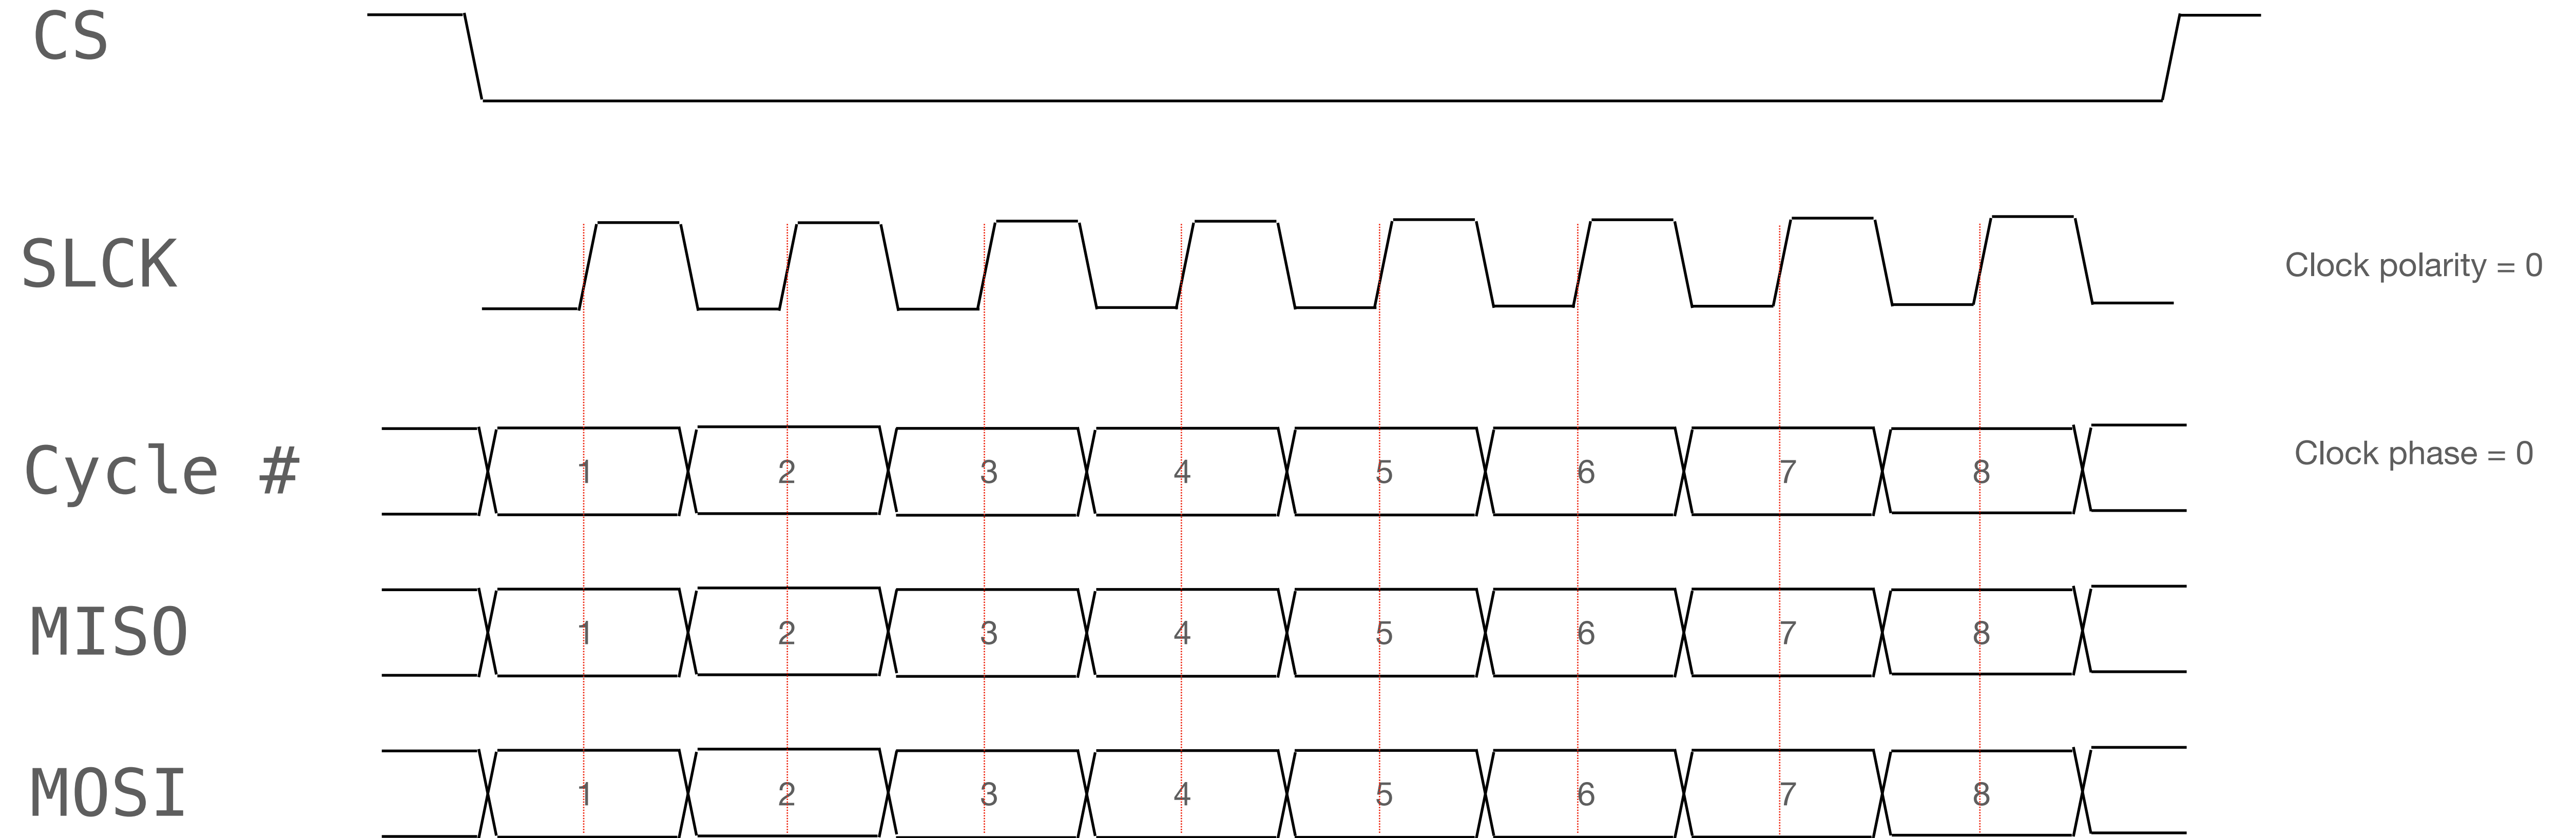 CS
SLCK
Clock polarity = 0
Cycle # 1 2 3 4 5 6 7 8
Clock phase = 0
MISO 1 2 3 4 5 6 7 8
MOSI 1 2 3 4 5 6 7 8